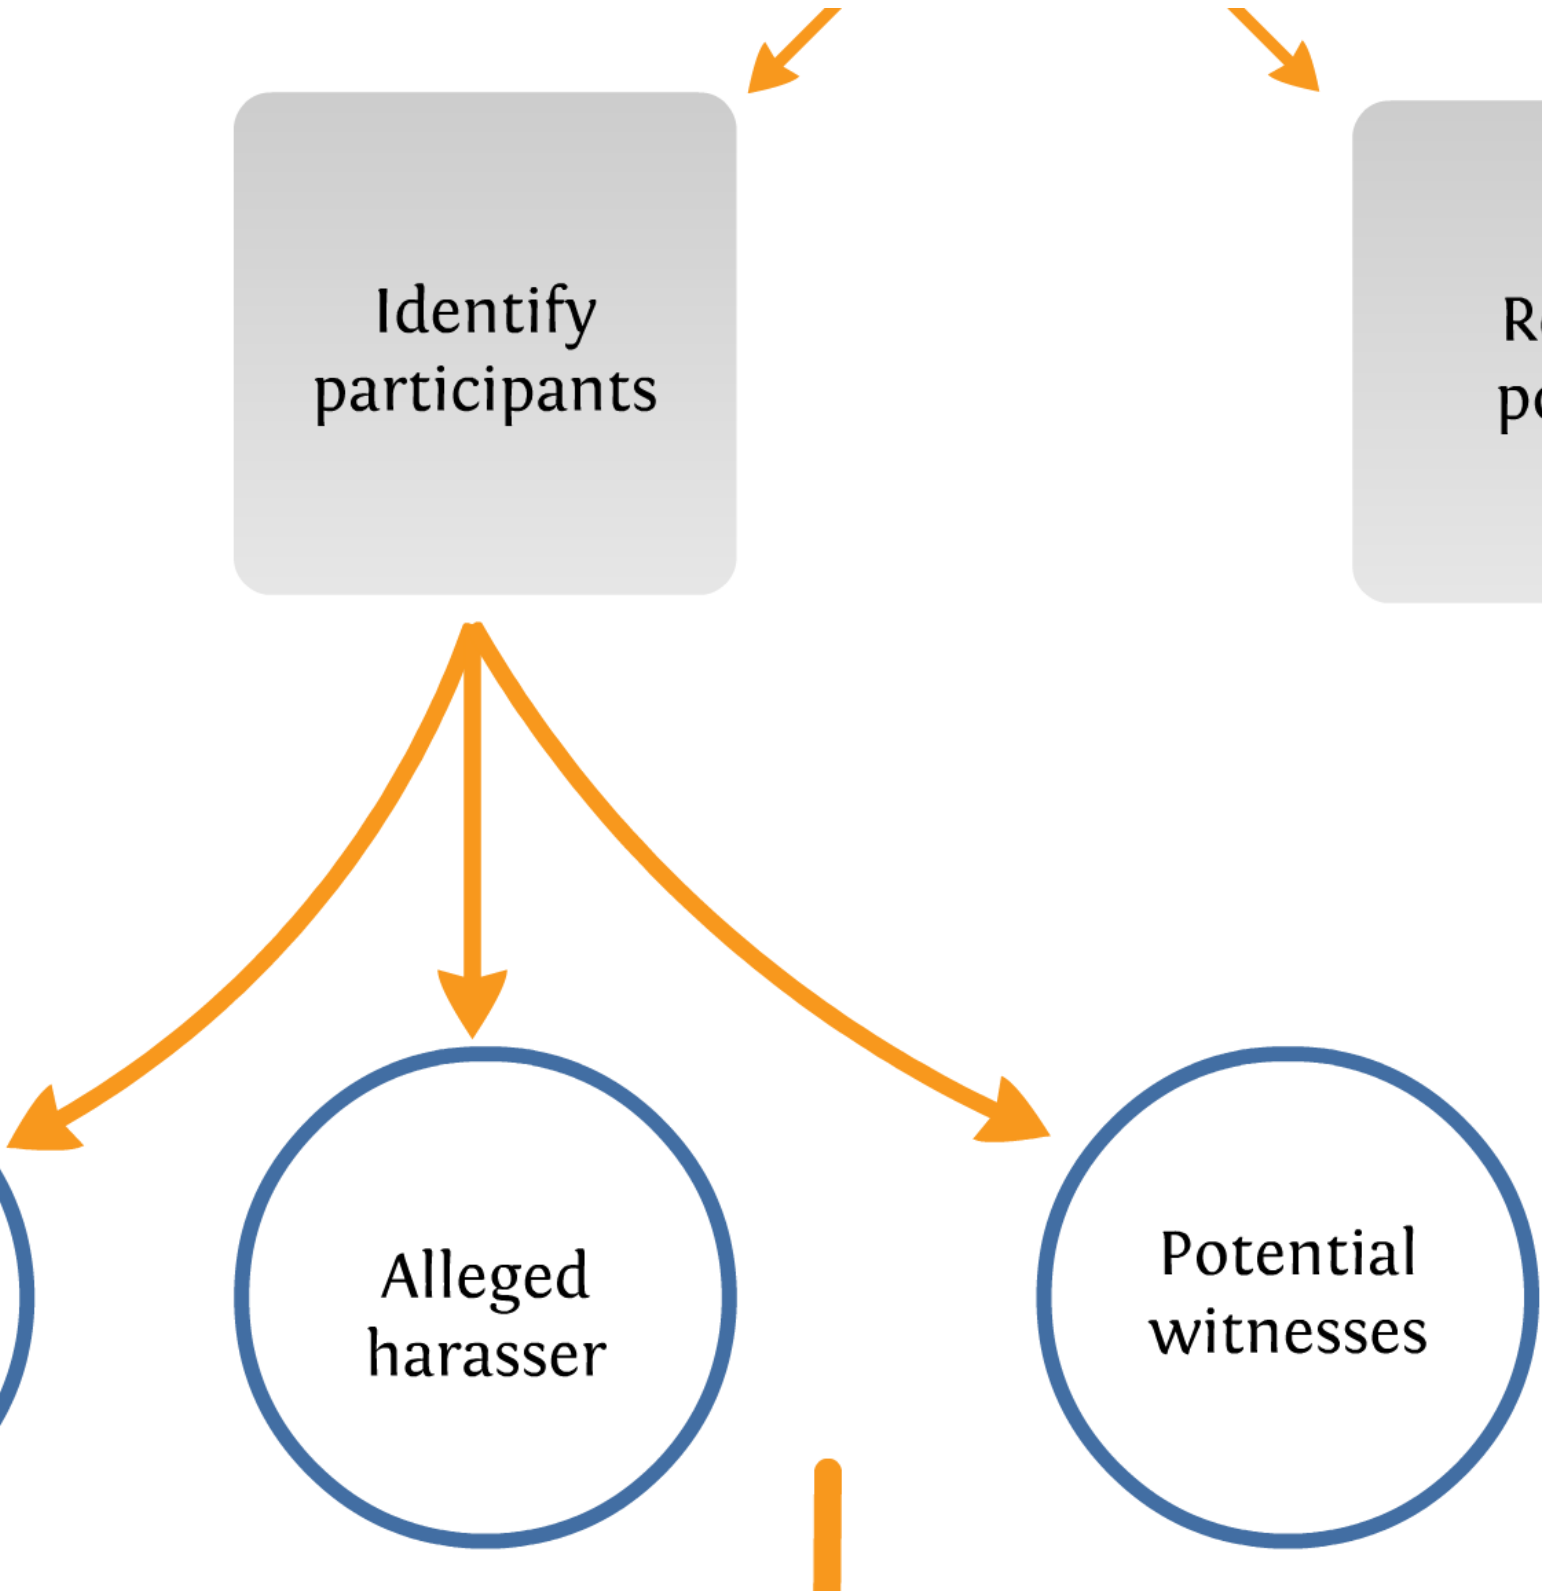 Identify
participants
Alleged
harasser
Potential
witnesses